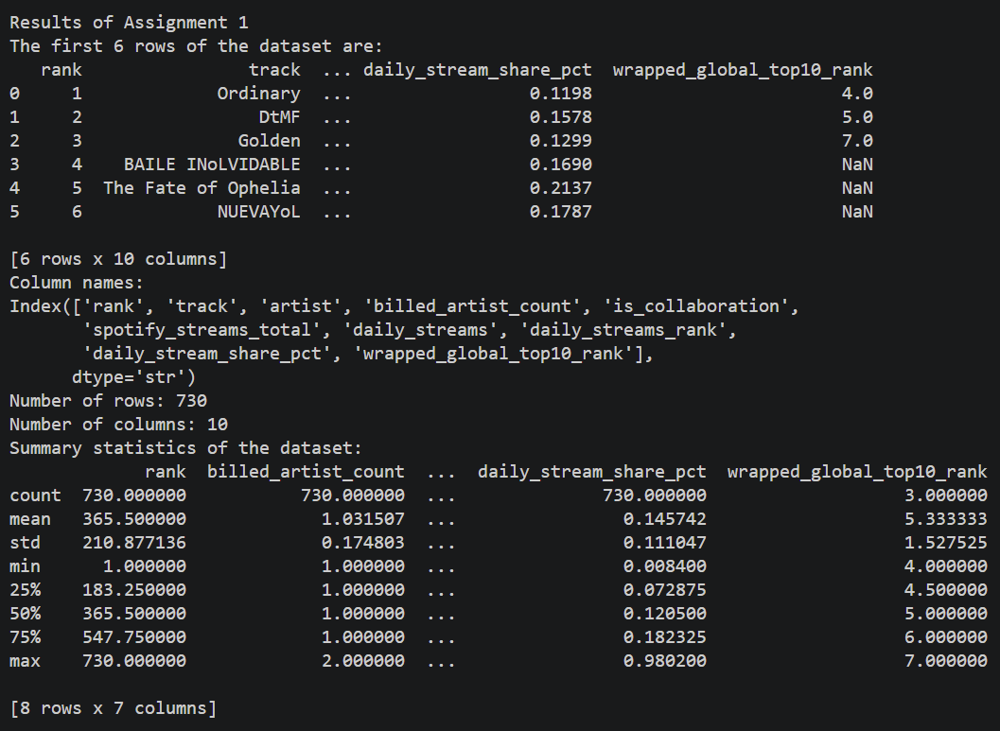 Results of Assignment 1
The first 6 rows of the dataset are:
   rank                track  ... daily_stream_share_pct  wrapped_global_top10_rank
0     1             Ordinary  ...                 0.1198                        4.0
1     2                 DtMF  ...                 0.1578                        5.0
2     3               Golden  ...                 0.1299                        7.0
3     4    BAILE INoLVIDABLE  ...                 0.1690                        NaN
4     5  The Fate of Ophelia  ...                 0.2137                        NaN
5     6             NUEVAYoL  ...                 0.1787                        NaN

[6 rows x 10 columns]
Column names:
Index(['rank', 'track', 'artist', 'billed_artist_count', 'is_collaboration',
       'spotify_streams_total', 'daily_streams', 'daily_streams_rank',
       'daily_stream_share_pct', 'wrapped_global_top10_rank'],
      dtype='str')
Number of rows: 730
Number of columns: 10
Summary statistics of the dataset:
             rank  billed_artist_count  ...  daily_stream_share_pct  wrapped_global_top10_rank
count  730.000000           730.000000  ...              730.000000                   3.000000
mean   365.500000             1.031507  ...                0.145742                   5.333333
std    210.877136             0.174803  ...                0.111047                   1.527525
min      1.000000             1.000000  ...                0.008400                   4.000000
25%    183.250000             1.000000  ...                0.072875                   4.500000
50%    365.500000             1.000000  ...                0.120500                   5.000000
75%    547.750000             1.000000  ...                0.182325                   6.000000
max    730.000000             2.000000  ...                0.980200                   7.000000

[8 rows x 7 columns]